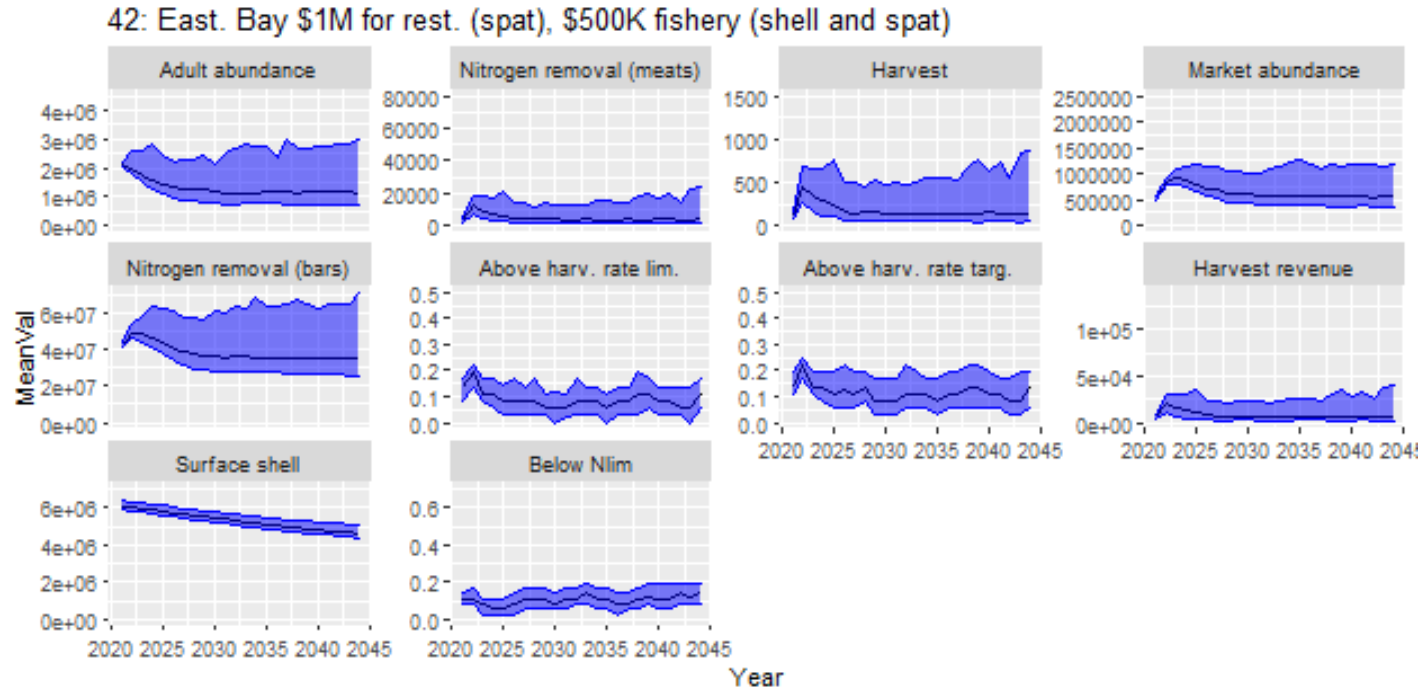 42: East. Bay $1M for rest. (spat), $500K fishery (shell and spat)
Adult abundance
Nitrogen removal (meats)
Harvest
Market abundance
4e+06
3e+06
2e+06
1e+06
0e+00
80000
60000
40000
20000
0
1500
1000
500
0
2500000
2000000
1500000
1000000
500000
0
Nitrogen removal (bars)
Above harv. rate lim.
Above harv. rate targ.
Harvest revenue
6e+07
4e+07
2e+07
0e+00
0.5
0.4
0.3
0.2
0.1
0.0
0.5
0.4
0.3
0.2
0.1
0.0
1e+05
5e+04
0e+00
2020 2025 2030 2035 2040 2045
2020 2025 2030 2035 2040 2045
Surface shell
Below Nlim
6e+06
4e+06
2e+06
0e+00
0.6
0.4
0.2
0.0
2020 2025 2030 2035 2040 2045
2020 2025 2030 2035 2040 2045
MeanVal
Year